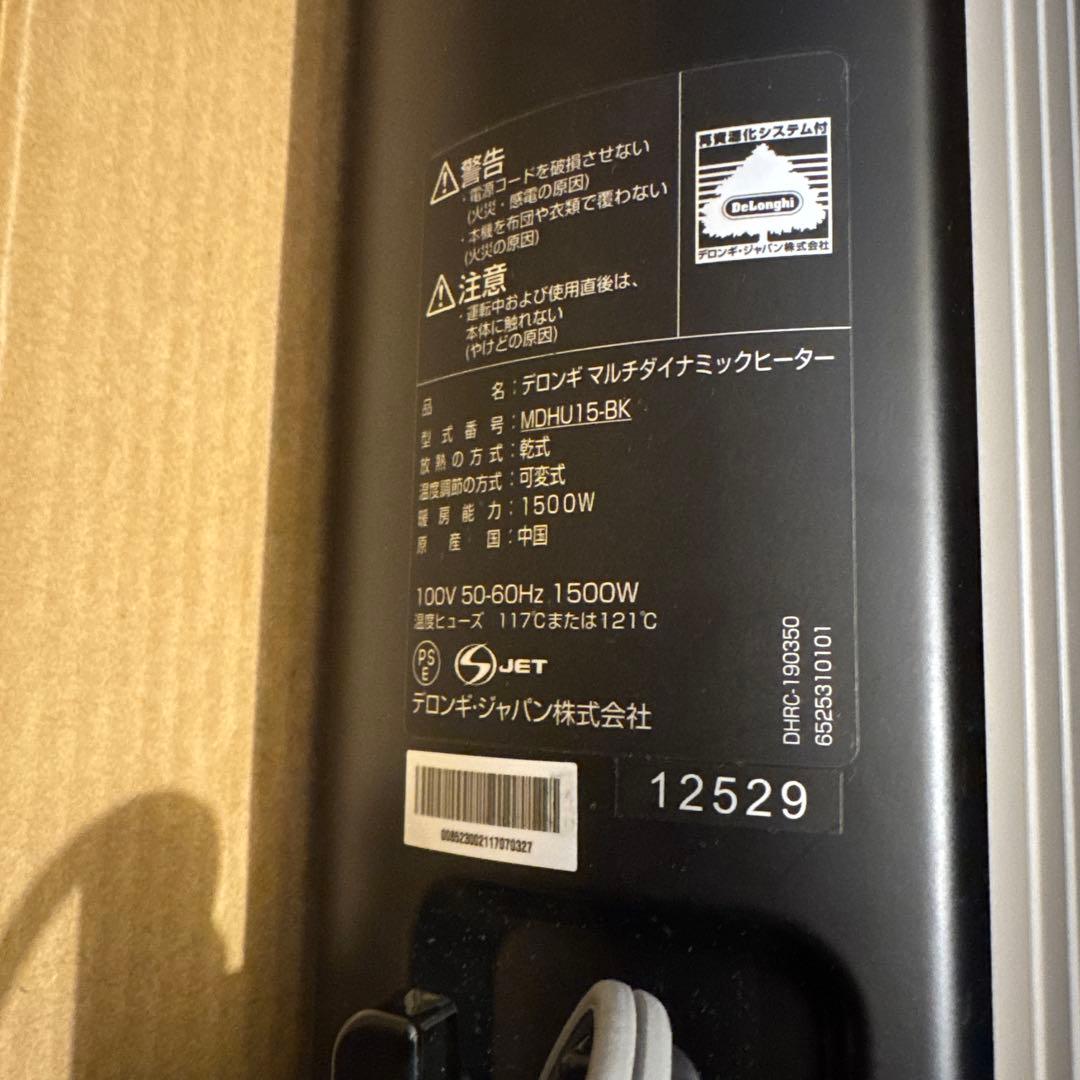 警告
・電源コードを破損させない
(火災・感電の原因)
・本機を布団や衣類で覆わない
(火災の原因)
注意
・運転中および使用直後は、
本体に触れない
(やけどの原因)
再資源化システム付
DeLonghi
デロンギ・ジャパン株式会社
品名:デロンギ マルチダイナミックヒーター
型式番号:MDHU15-BK
放熱の方式:乾式
温度調節の方式:可変式
暖房能力:1500W
原産国:中国
100V 50-60Hz 1500W
温度ヒューズ 117℃または121℃
PS
E
S JET
デロンギ・ジャパン株式会社
DHRC-190350
6525310101
008523002117070327
12529